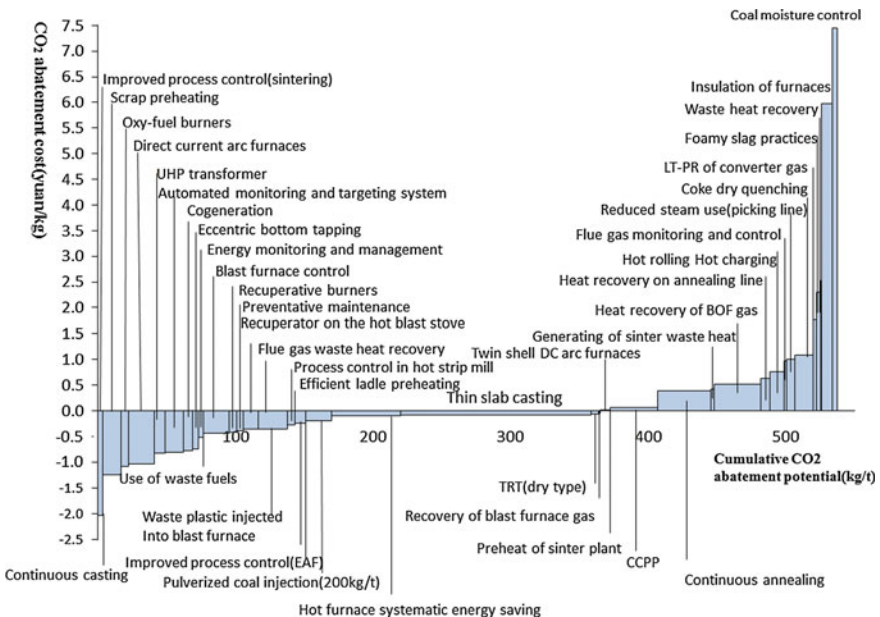 Coal moisture control
CO₂ abatement cost(yuan/kg)
7.5
7.0
6.5
6.0
5.5
5.0
4.5
4.0
3.5
3.0
2.5
2.0
1.5
1.0
0.5
0.0
-0.5
-1.0
-1.5
-2.0
-2.5
Improved process control(sintering)
Scrap preheating
Oxy-fuel burners
Direct current arc furnaces
UHP transformer
Automated monitoring and targeting system
Cogeneration
Eccentric bottom tapping
Energy monitoring and management
Blast furnace control
Recuperative burners
Preventative maintenance
Recuperator on the hot blast stove
Flue gas waste heat recovery
Process control in hot strip mill
Efficient ladle preheating
Thin slab casting
Twin shell DC arc furnaces
Generating of sinter waste heat
Heat recovery of BOF gas
Heat recovery on annealing line
Hot rolling Hot charging
Flue gas monitoring and control
Reduced steam use(picking line)
Coke dry quenching
LT-PR of converter gas
Foamy slag practices
Waste heat recovery
Insulation of furnaces
100
200
300
400
500
Cumulative CO2
abatement potential(kg/t)
Use of waste fuels
Waste plastic injected
Into blast furnace
Improved process control(EAF)
Pulverized coal injection(200kg/t)
Hot furnace systematic energy saving
Continuous casting
TRT(dry type)
Recovery of blast furnace gas
Preheat of sinter plant
CCPP
Continuous annealing